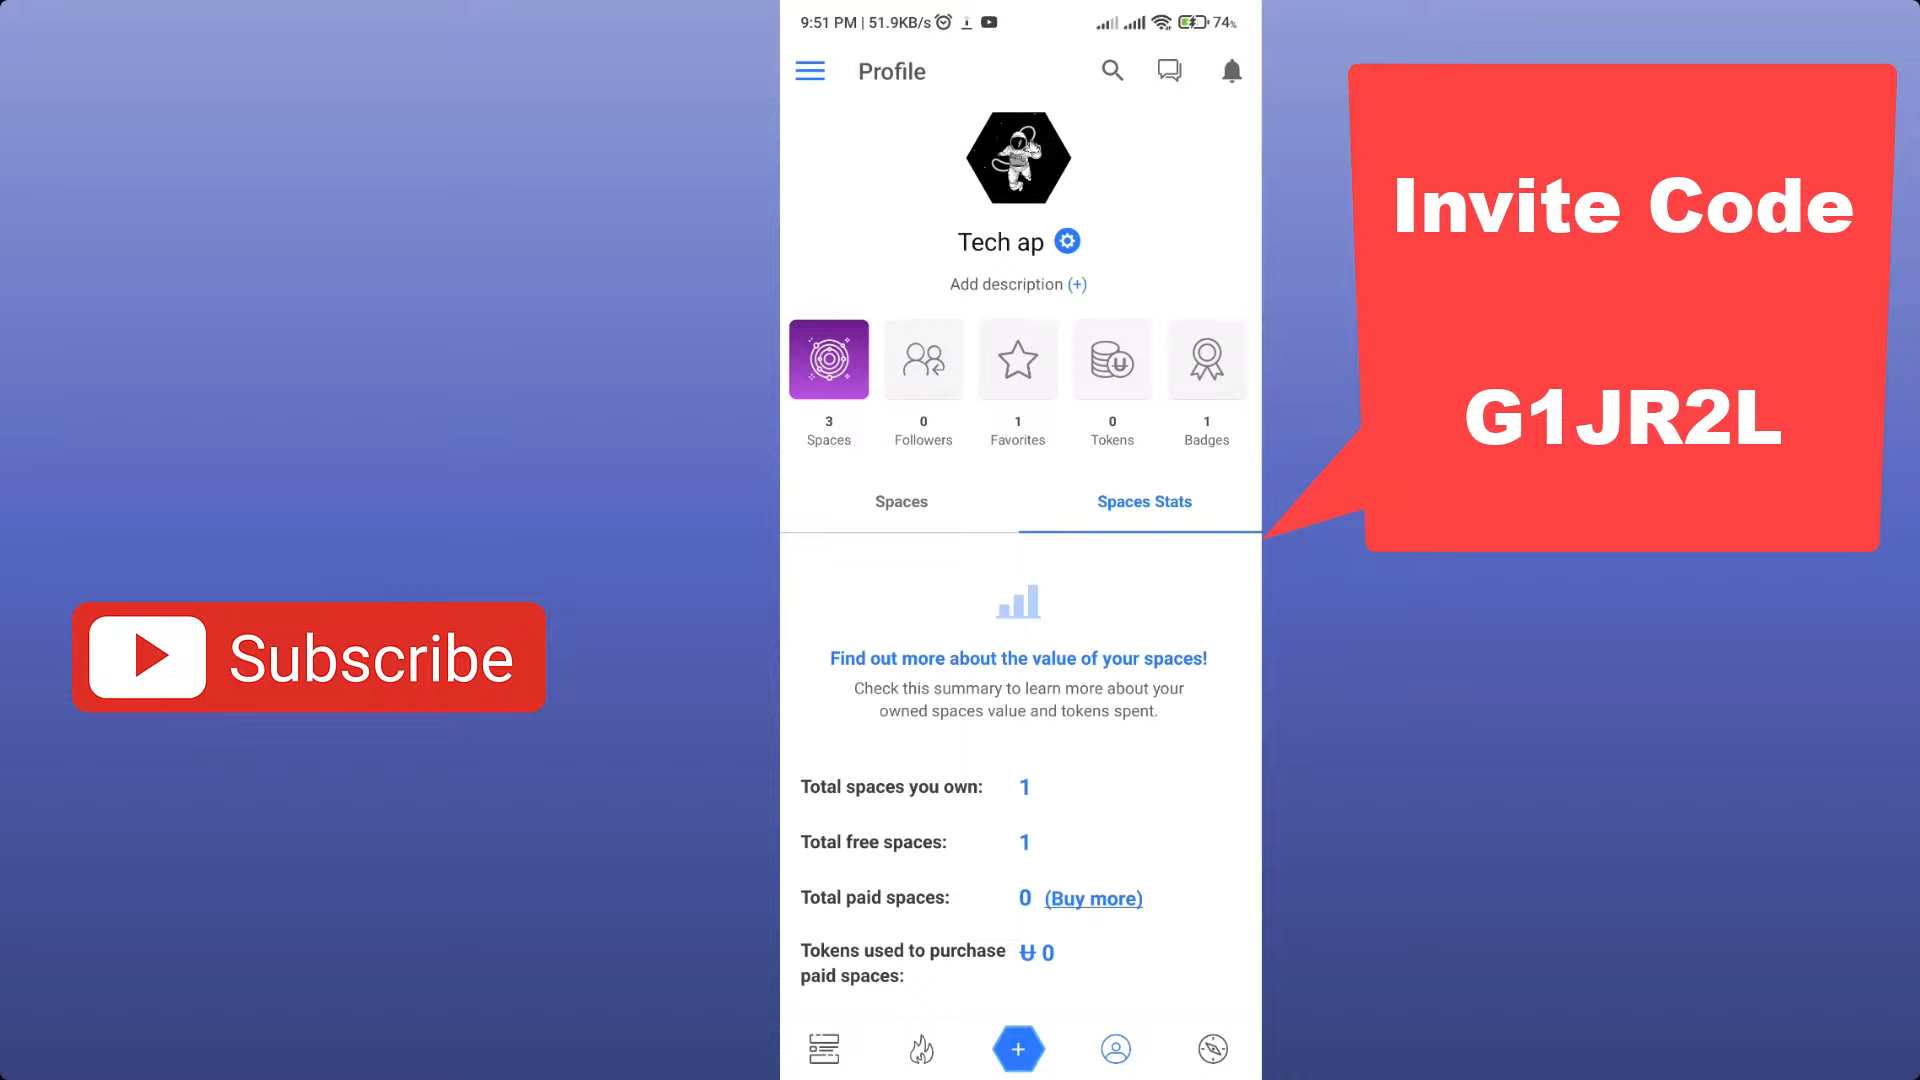 9:51 PM | 51.9KB/s
74%
Profile
Tech ap
Add description (+)
3
Spaces
0
Followers
1
Favorites
0
Tokens
1
Badges
Spaces
Spaces Stats
Find out more about the value of your spaces!
Check this summary to learn more about your
owned spaces value and tokens spent.
Total spaces you own: 1
Total free spaces: 1
Total paid spaces: 0 (Buy more)
Tokens used to purchase
paid spaces:
0
Invite Code
G1JR2L
Subscribe